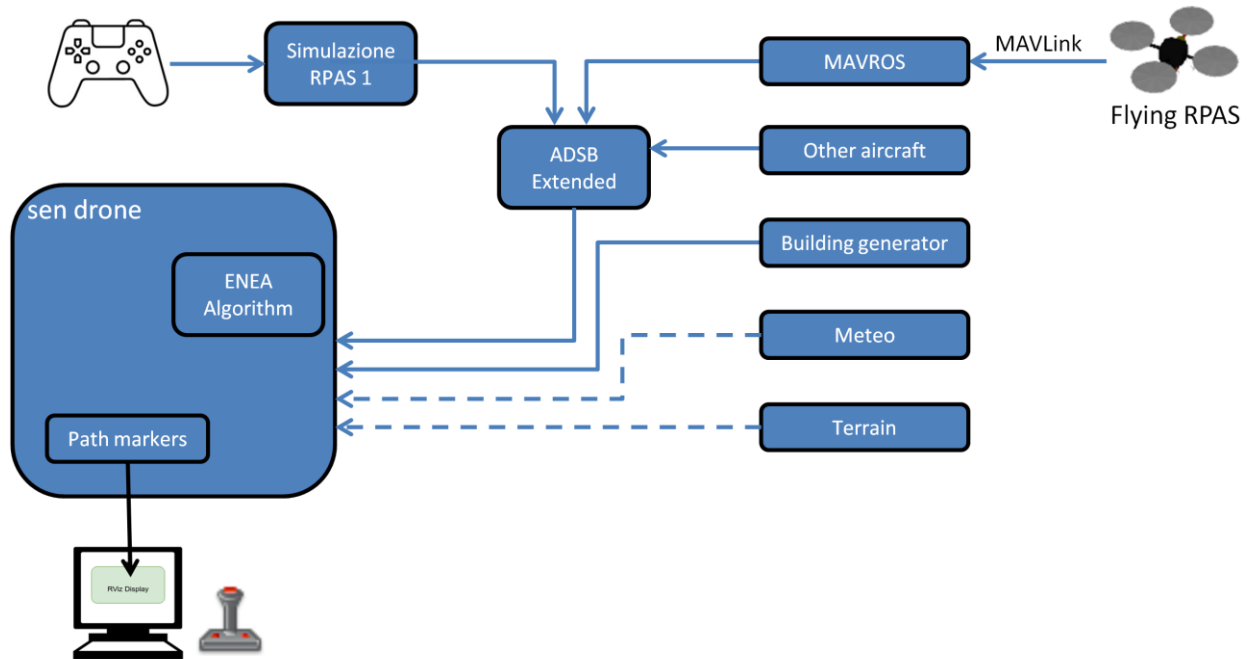 Simulazione
RPAS 1
MAVROS
MAVLink
Flying RPAS
ADSB
Extended
Other aircraft
sen drone
Building generator
ENEA
Algorithm
Meteo
Path markers
Terrain
RViz Display